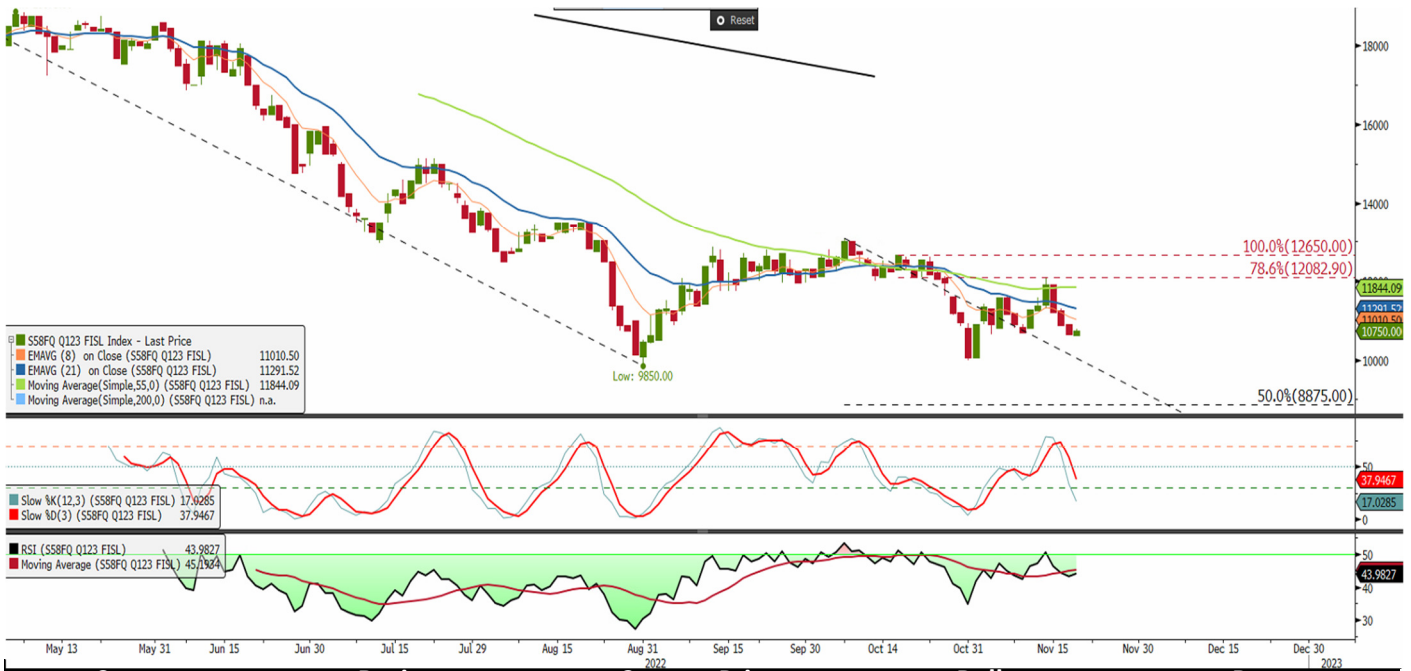 Reset
18000
16000
14000
100.0%(12650.00)
78.6%(12082.90)
11844.09
11291.52
11010.50
10750.00
10000
50.0%(8875.00)
Low: 9850.00
S58FQ Q123 FISL Index - Last Price
EMAVG (8) on Close (S58FQ Q123 FISL) 11010.50
EMAVG (21) on Close (S58FQ Q123 FISL) 11291.52
Moving Average(Simple,55,0) (S58FQ Q123 FISL) 11844.09
Moving Average(Simple,200,0) (S58FQ Q123 FISL) n.a.
50
37.9467
17.0285
0
Slow %K(12,3) (S58FQ Q123 FISL) 17.0285
Slow %D(3) (S58FQ Q123 FISL) 37.9467
RSI (S58FQ Q123 FISL) 43.9827
Moving Average (S58FQ Q123 FISL) 45.1934
50
43.9827
40
30
May 13 May 31 Jun 15 Jun 30 Jul 15 Jul 29 Aug 15 Aug 31 Sep 15 Sep 30 Oct 14 Oct 31 Nov 15 Nov 30 Dec 15 Dec 30
2022 2023